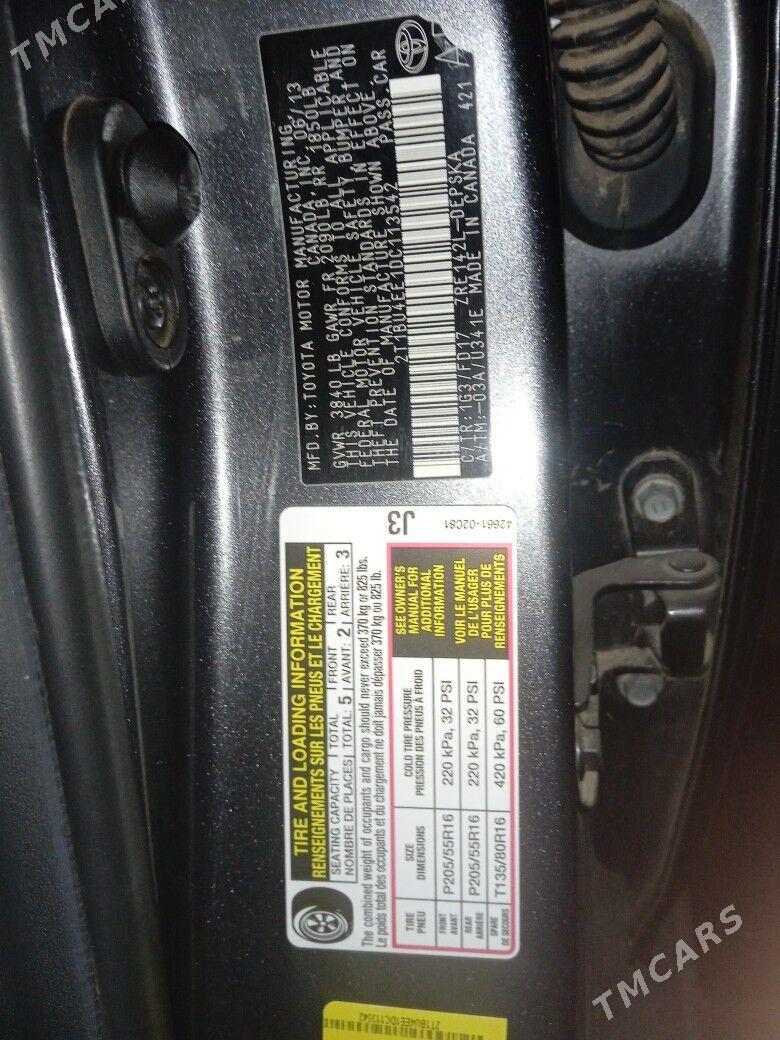 TMCARS
MFD.BY:TOYOTA MOTOR MANUFACTURING
CANADA, INC. 06/13
GVWR 3840LB GAWR FR 2090LB RR 1850LB
THIS VEHICLE CONFORMS TO ALL APPLICABLE
FEDERAL MOTOR VEHICLE SAFETY, BUMPER, AND
THEFT PREVENTION STANDARDS IN EFFECT ON
THE DATE OF MANUFACTURE SHOWN ABOVE.
2T1BU4EE1DC113542 PASS.CAR
C/TR:1G3/FD17 ZRE142L-DEPSKA
A/TM:-03A/U341E MADE IN CANADA 421
TIRE AND LOADING INFORMATION
RENSEIGNEMENTS SUR LES PNEUS ET LE CHARGEMENT
SEATING CAPACITY TOTAL FRONT REAR
NOMBRE DE PLACES TOTAL: 5 AVANT: 2 ARRIÈRE: 3
The combined weight of occupants and cargo should never exceed 370 kg or 825 lbs.
Le poids total des occupants et du chargement ne doit jamais dépasser 370 kg ou 825 lb.
J3
TIRE SIZE COLD TIRE PRESSURE
PNEU DIMENSIONS PRESSION DES PNEUS À FROID
FRONT AVANT P205/55R16 220 kPa, 32 PSI
REAR ARRIÈRE P205/55R16 220 kPa, 32 PSI
SPARE DE SECOURS T135/80R16 420 kPa, 60 PSI
SEE OWNER'S
MANUAL FOR
ADDITIONAL
INFORMATION
VOIR LE MANUEL
DE L'USAGER
POUR PLUS DE
RENSEIGNEMENTS
42661-02C81
2T1BU4EE1DC113542
TMCARS